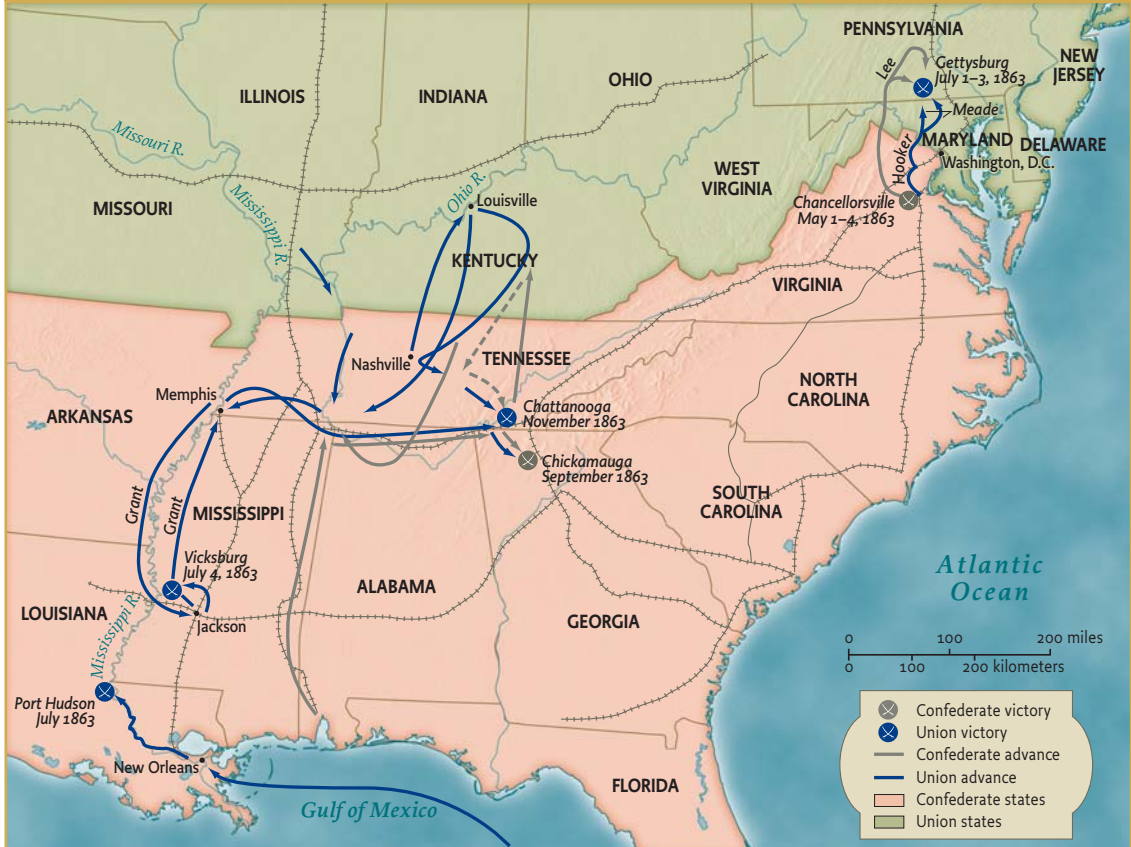 PENNSYLVANIA
NEW
JERSEY
Lee
Gettysburg
July 1–3, 1863
OHIO
ILLINOIS
INDIANA
Meade
Missouri R.
MARYLAND
DELAWARE
Washington, D.C.
Hooker
WEST
VIRGINIA
Ohio R.
Louisville
Chancellorsville
May 1–4, 1863
MISSOURI
Mississippi R.
KENTUCKY
VIRGINIA
Nashville
TENNESSEE
NORTH
CAROLINA
Memphis
ARKANSAS
Chattanooga
November 1863
Chickamauga
September 1863
Grant
Grant
MISSISSIPPI
SOUTH
CAROLINA
Vicksburg
July 4, 1863
ALABAMA
Atlantic
Ocean
LOUISIANA
Mississippi R.
Jackson
GEORGIA
0 100 200 miles
0 100 200 kilometers
Port Hudson
July 1863
New Orleans
Gulf of Mexico
FLORIDA
Confederate victory
Union victory
Confederate advance
Union advance
Confederate states
Union states